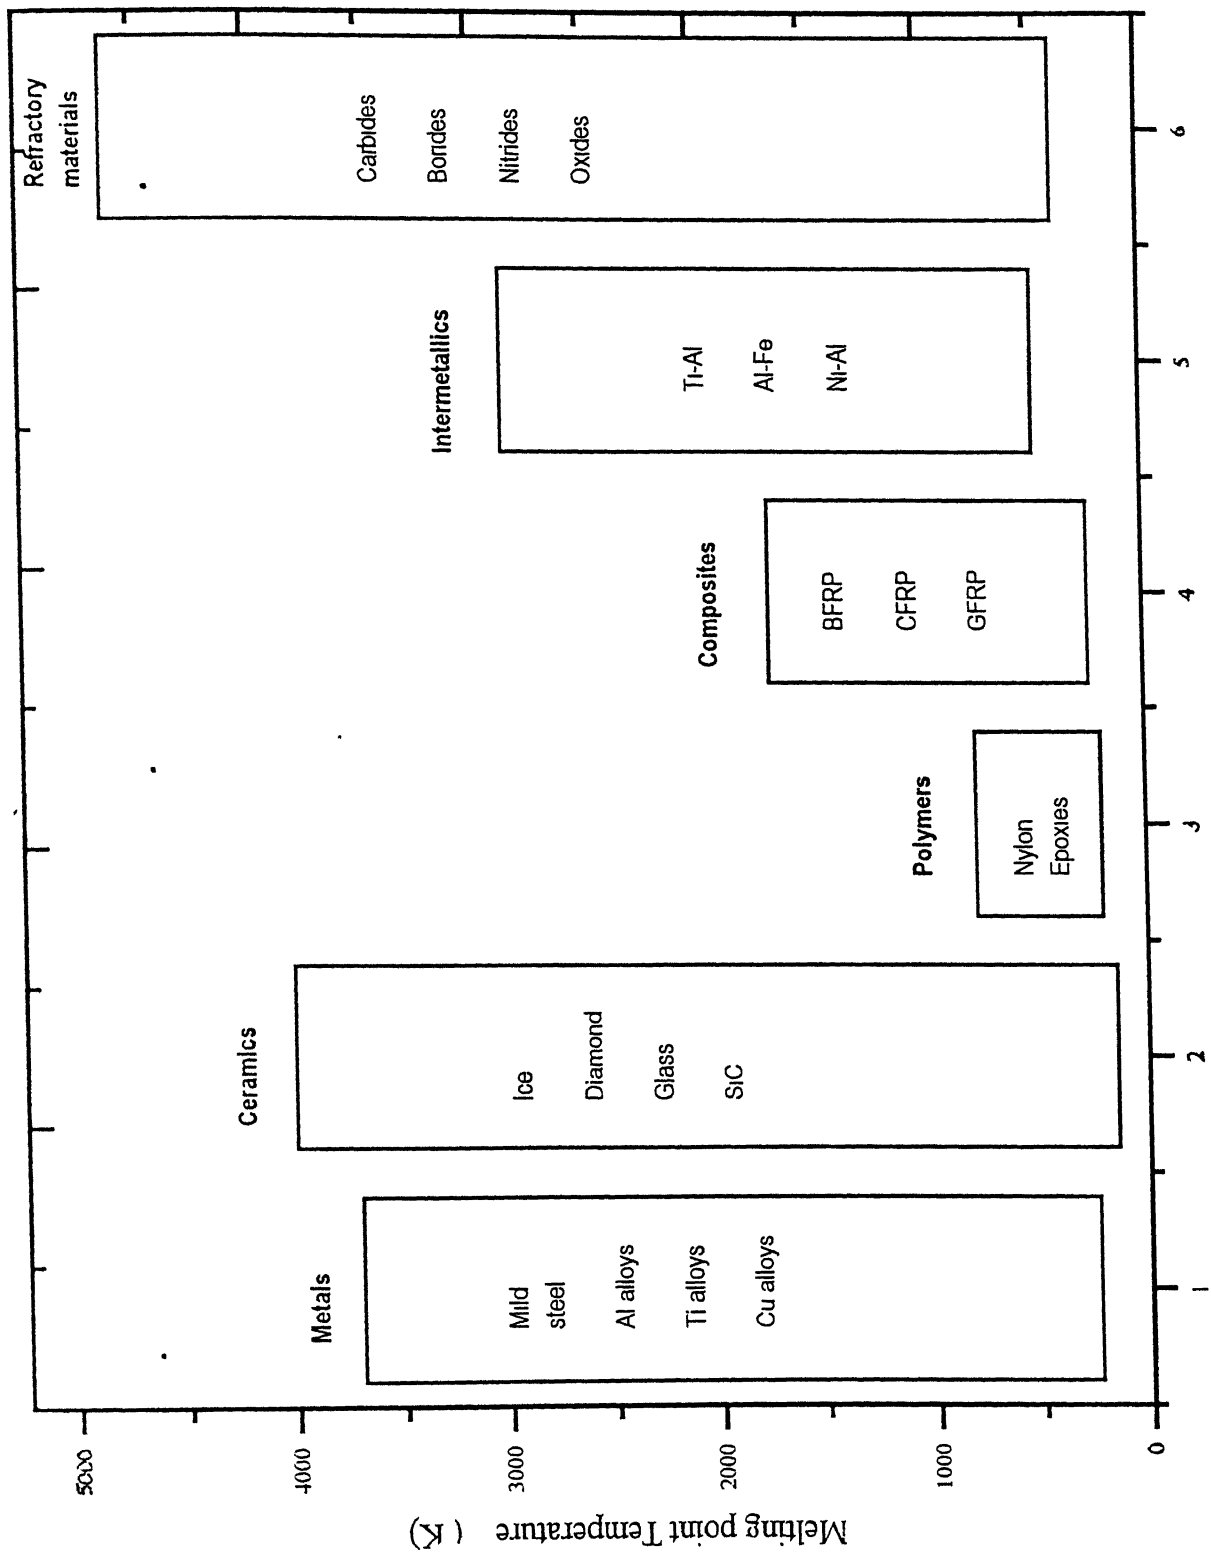 Melting point Temperature ( K)
5000
4000
3000
2000
1000
0
Metals
Mild
steel
Al alloys
Ti alloys
Cu alloys
Ceramics
Ice
Diamond
Glass
SiC
Polymers
Nylon
Epoxies
Composites
BFRP
CFRP
GFRP
Intermetallics
Ti-Al
Al-Fe
Ni-Al
Refractory
materials
Carbides
Borides
Nitrides
Oxides
1
2
3
4
5
6